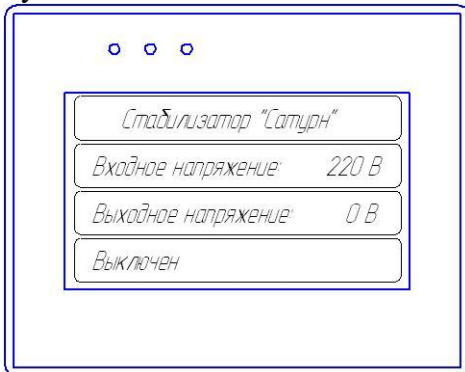 Стабилизатор "Сатурн"
Входное напряжение: 220 В
Выходное напряжение: 0 В
Выключен